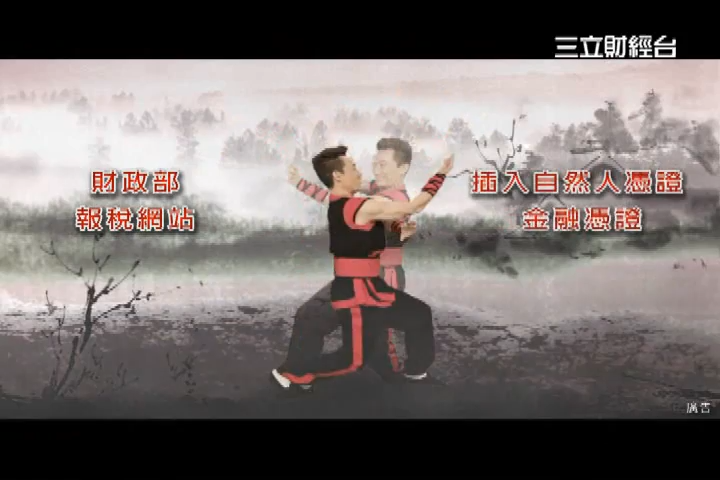 三立財經台
財政部
報稅網站
插入自然人憑證
金融憑證
廣告